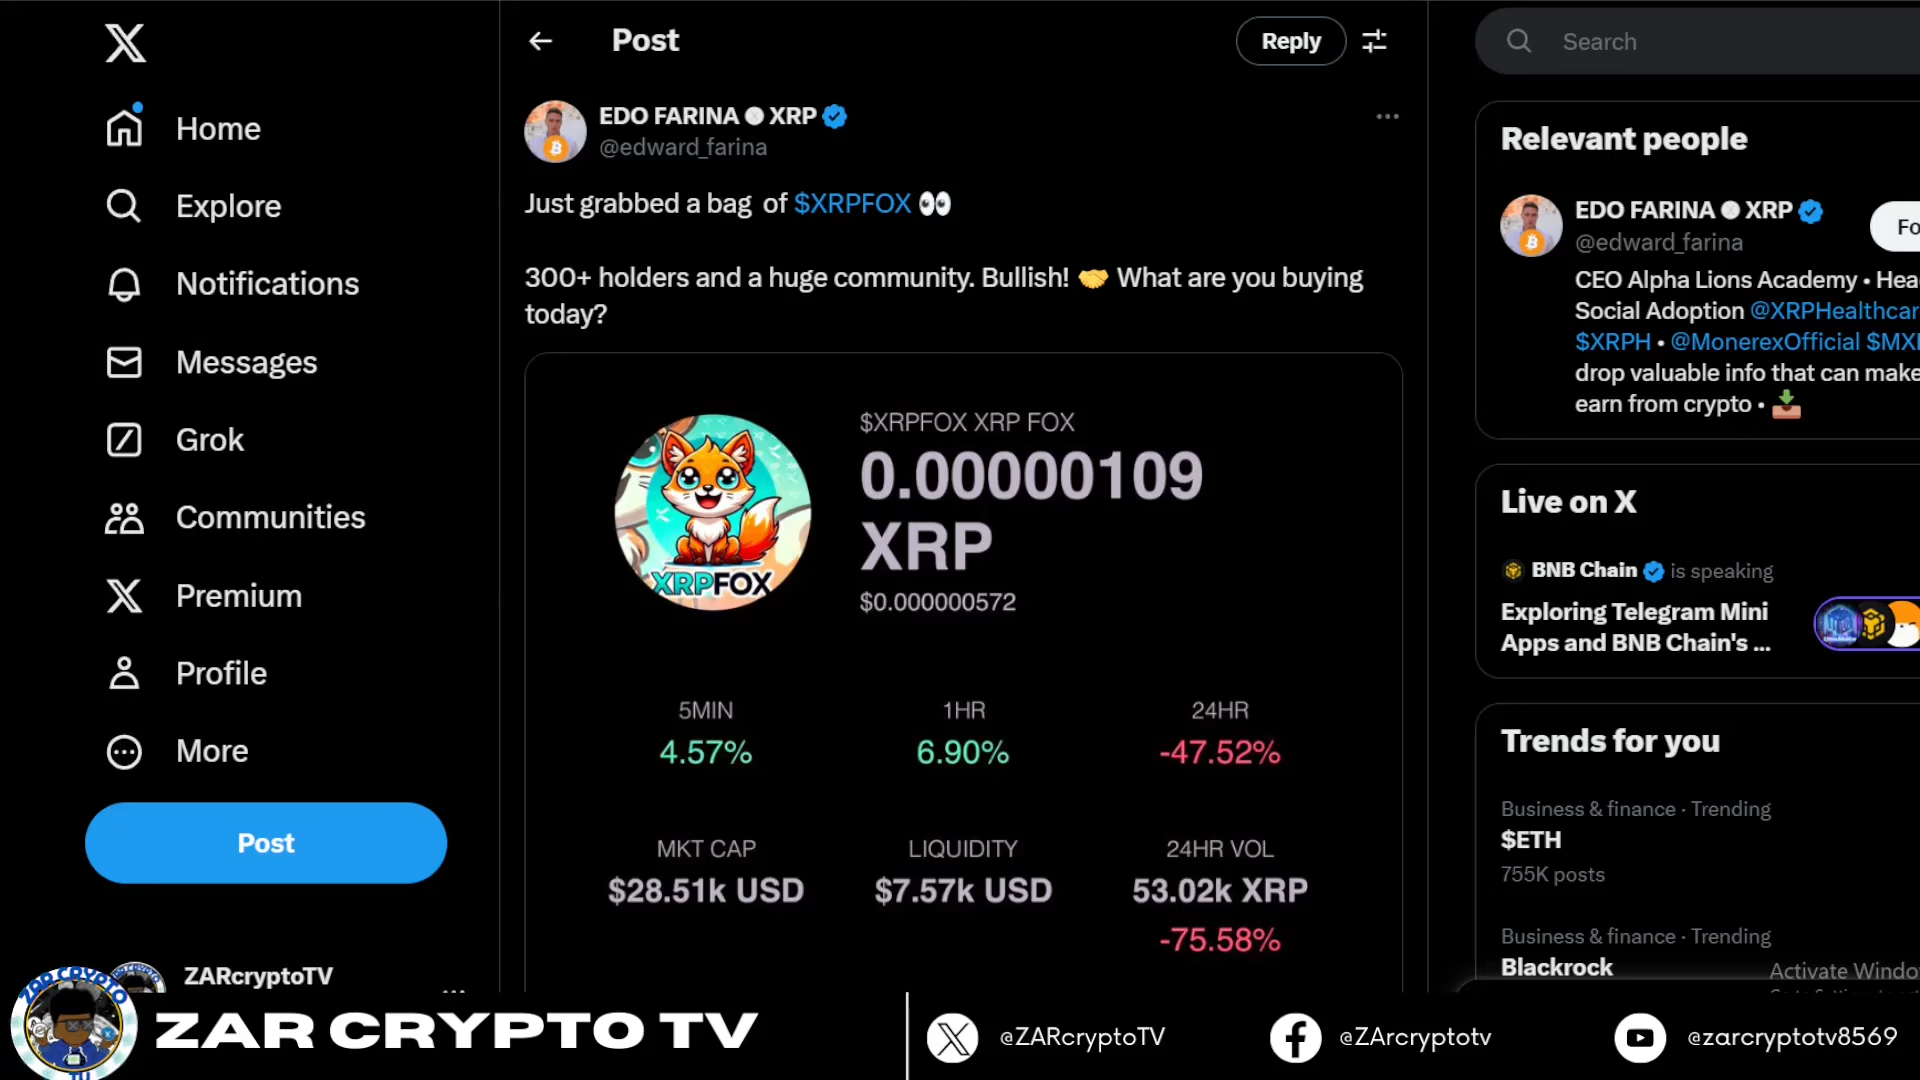 Home
Explore
Notifications
Messages
Grok
Communities
Premium
Profile
More
Post
ZARcryptoTV
Post
Reply
EDO FARINA XRP
@edward_farina
Just grabbed a bag of $XRPFOX 👀
300+ holders and a huge community. Bullish! 🤝 What are you buying
today?
XRPFOX
$XRPFOX XRP FOX
0.00000109
XRP
$0.000000572
5MIN 1HR 24HR
4.57% 6.90% -47.52%
MKT CAP LIQUIDITY 24HR VOL
$28.51k USD $7.57k USD 53.02k XRP
-75.58%
Search
Relevant people
EDO FARINA XRP
Fo
@edward_farina
CEO Alpha Lions Academy • Hea
Social Adoption @XRPHealthcar
$XRPH • @MonerexOfficial $MX
drop valuable info that can make
earn from crypto •
Live on X
BNB Chain is speaking
Exploring Telegram Mini
Apps and BNB Chain's ...
Trends for you
Business & finance · Trending
$ETH
755K posts
Business & finance · Trending
Blackrock
Activate Windo
ZAR CRYPTO TV
ZAR CRYPTO TV
@ZARcryptoTV
@ZArcryptotv
@zarcryptotv8569